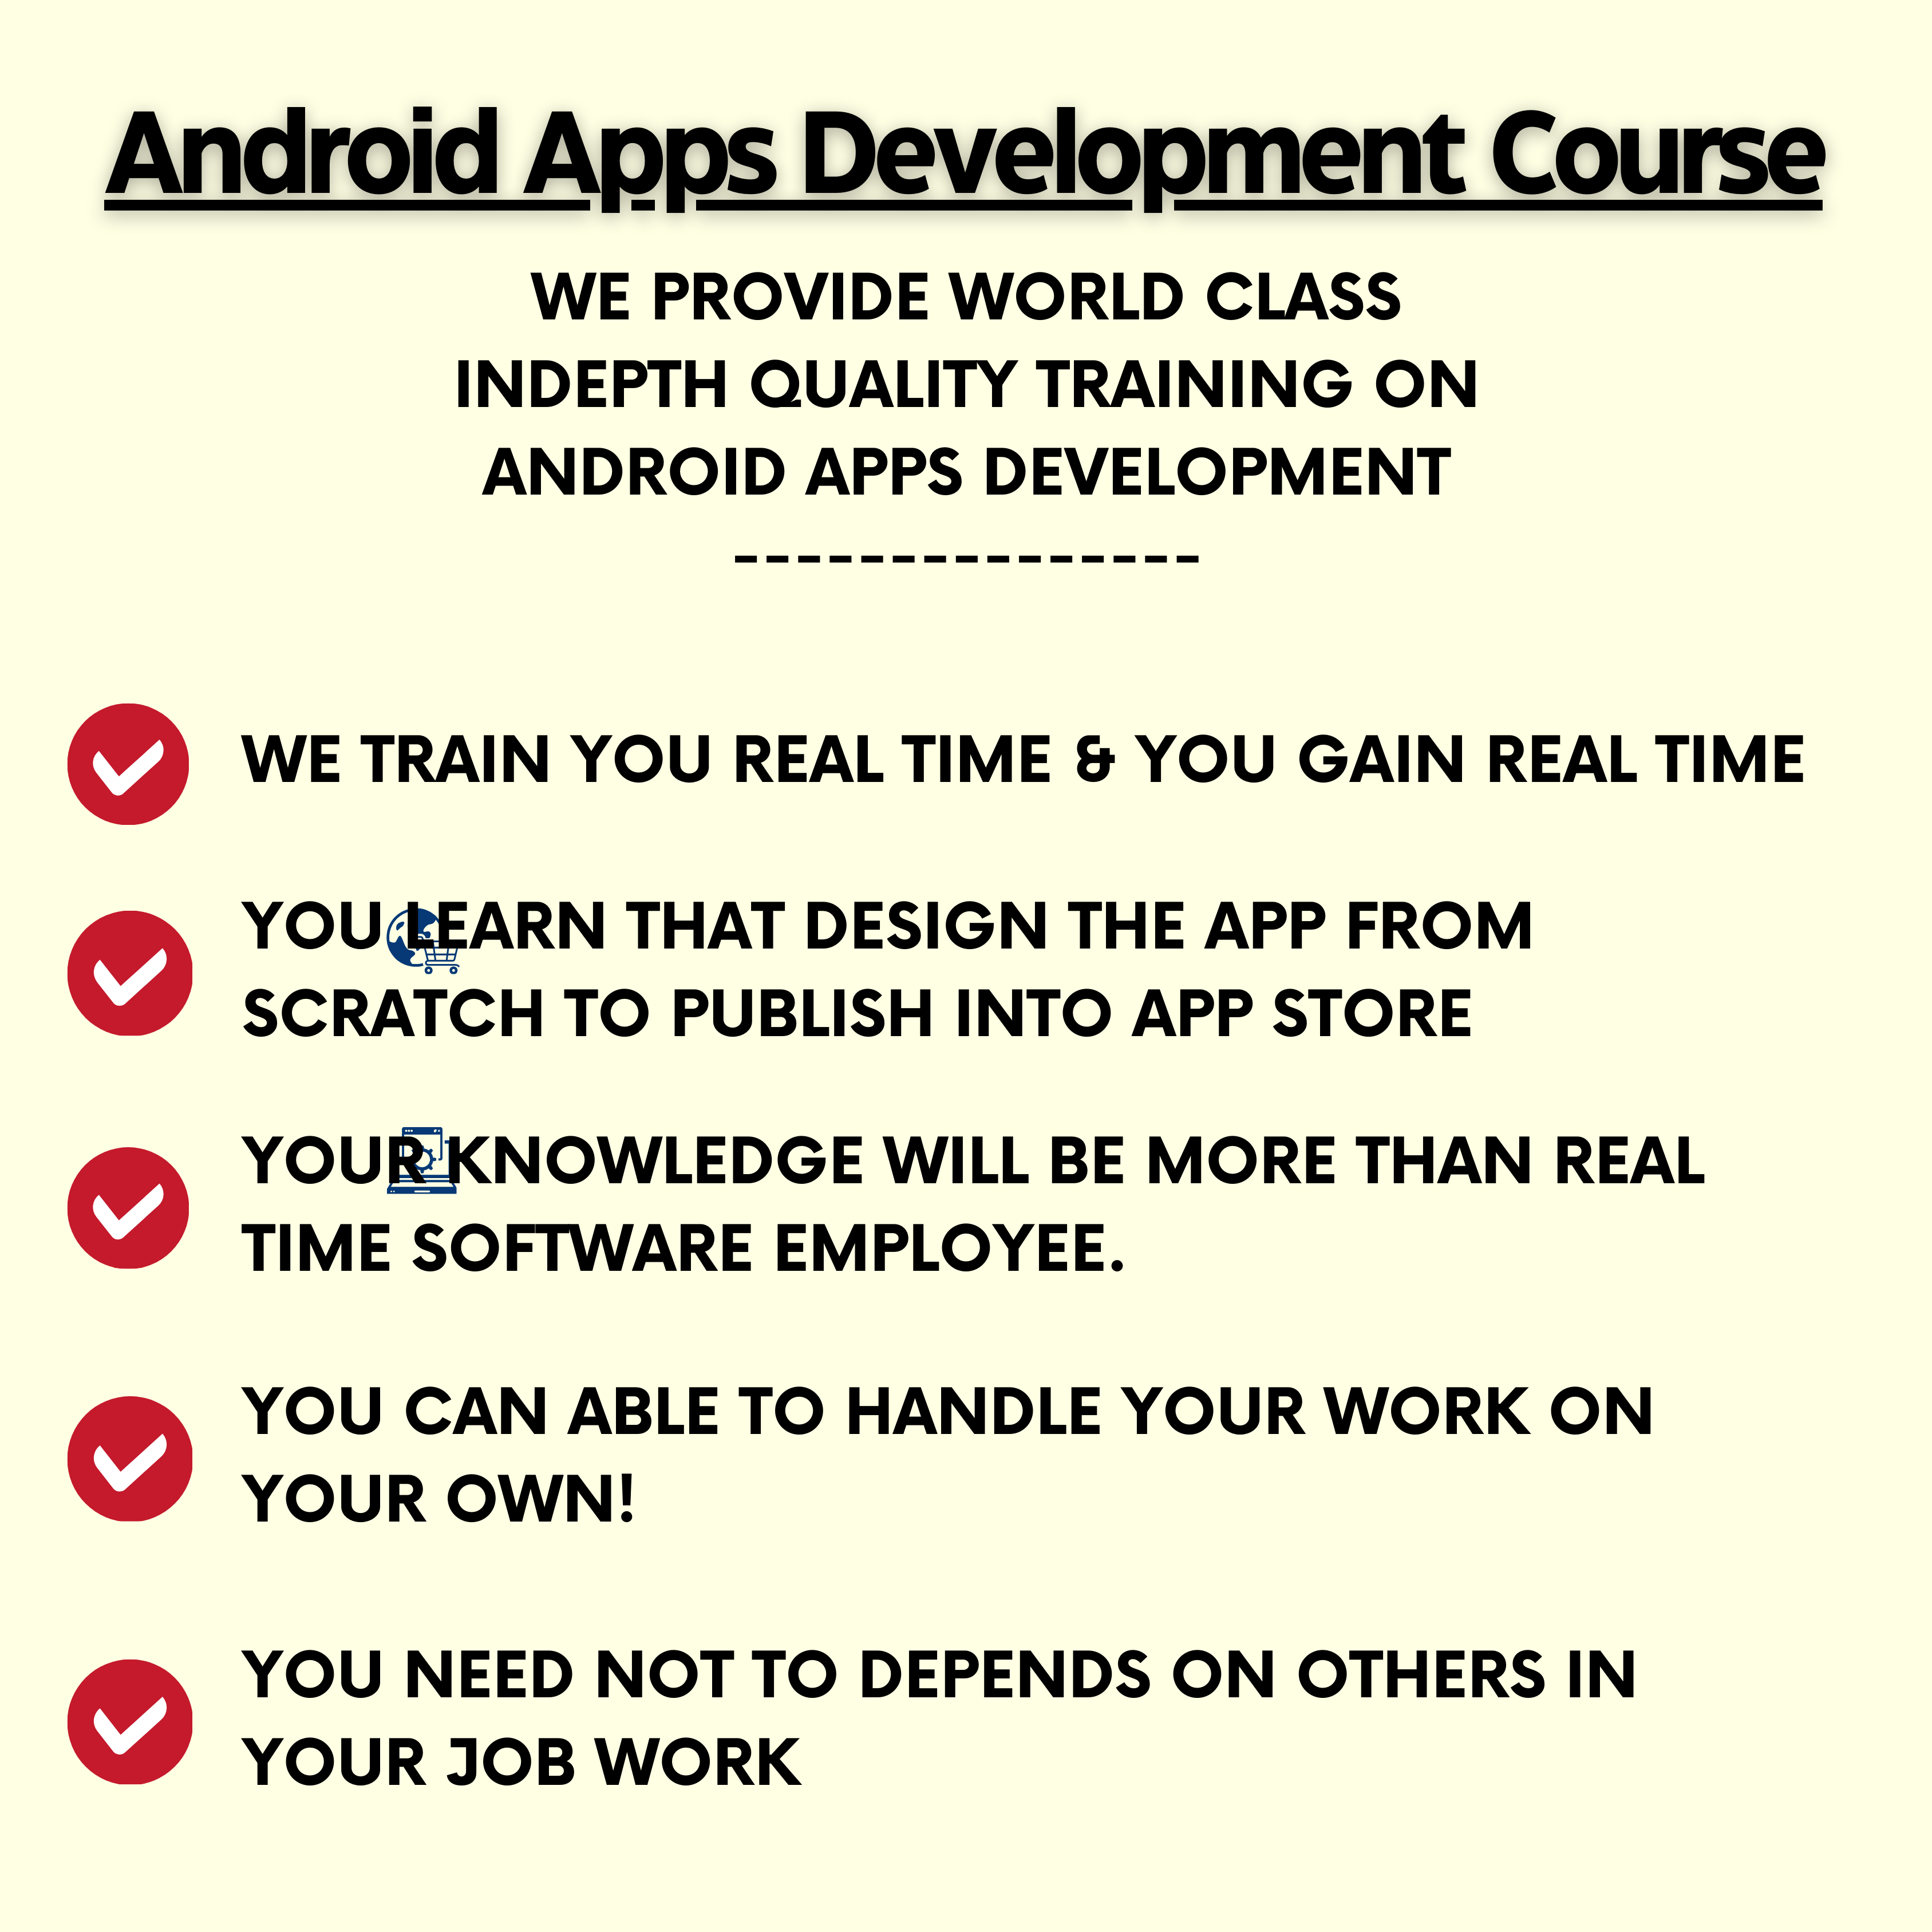 Android Apps Development Course
WE PROVIDE WORLD CLASS
INDEPTH QUALITY TRAINING ON
ANDROID APPS DEVELOPMENT
---------------
WE TRAIN YOU REAL TIME & YOU GAIN REAL TIME
YOU LEARN THAT DESIGN THE APP FROM
SCRATCH TO PUBLISH INTO APP STORE
YOUR KNOWLEDGE WILL BE MORE THAN REAL
TIME SOFTWARE EMPLOYEE.
YOU CAN ABLE TO HANDLE YOUR WORK ON
YOUR OWN!
YOU NEED NOT TO DEPENDS ON OTHERS IN
YOUR JOB WORK